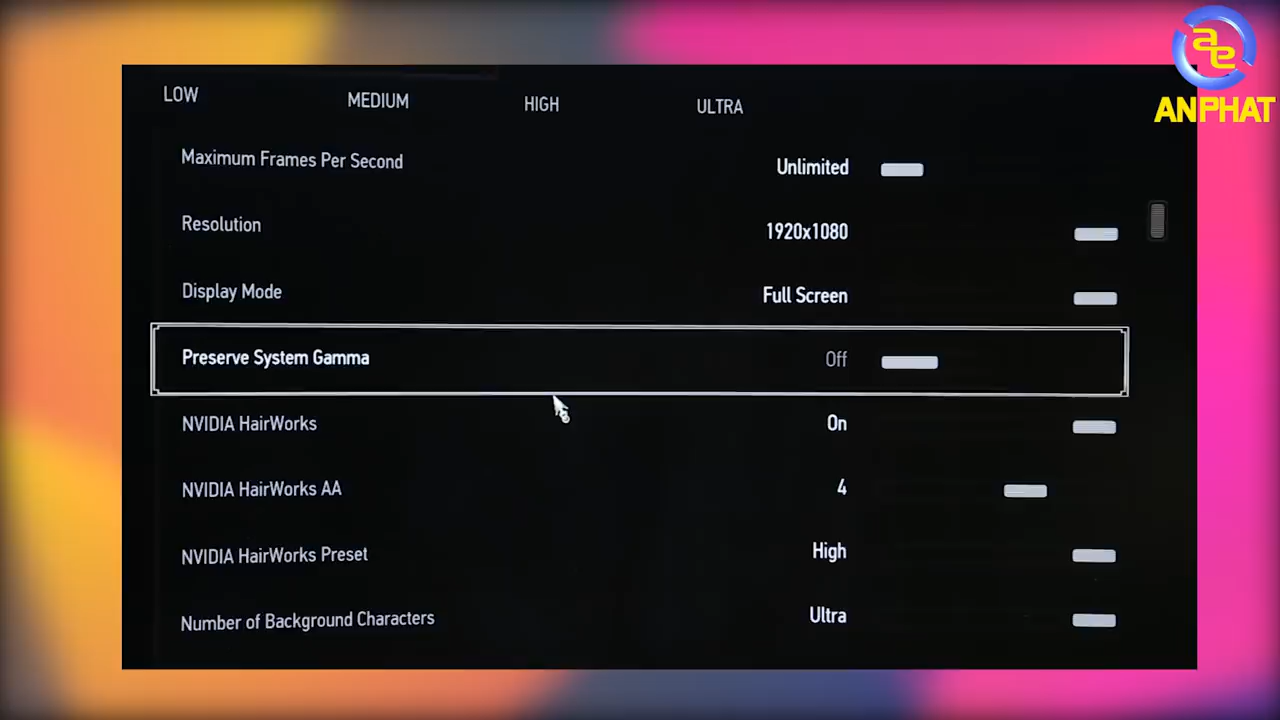 ae
ANPHAT
LOW MEDIUM HIGH ULTRA
Maximum Frames Per Second Unlimited
Resolution 1920x1080
Display Mode Full Screen
Preserve System Gamma Off
NVIDIA HairWorks On
NVIDIA HairWorks AA 4
NVIDIA HairWorks Preset High
Number of Background Characters Ultra